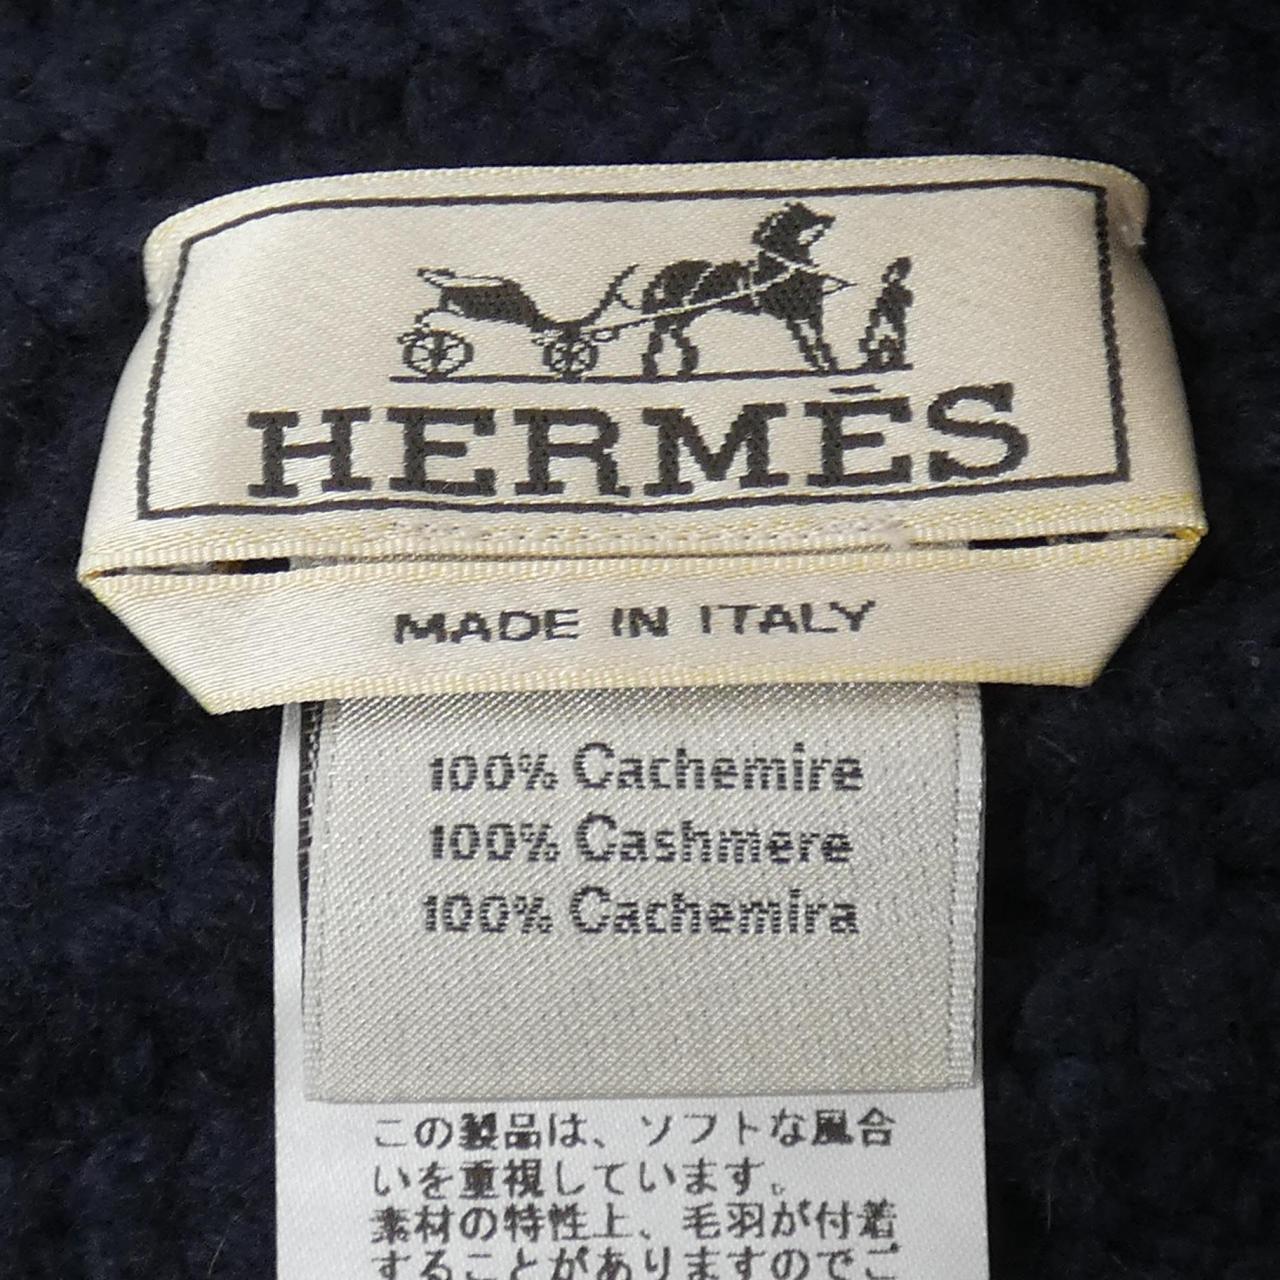 HERMÈS
MADE IN ITALY
100% Cachemire
100% Cashmere
100% Cachemira
この製品は、ソフトな風合
いを重視しています。
素材の特性上、毛羽が付着
することがありますのでご